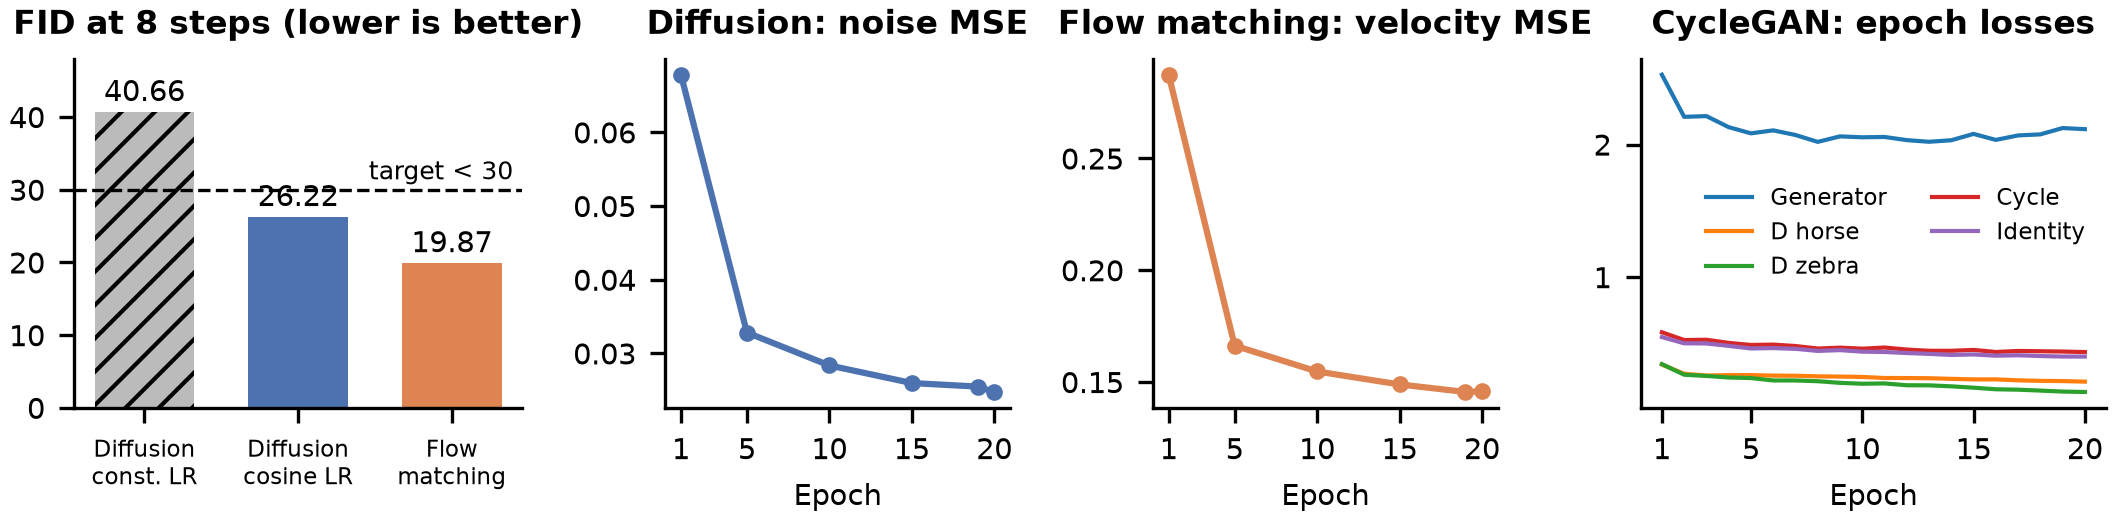 FID at 8 steps (lower is better)
40
30
20
10
0
40.66
26.22
19.87
target < 30
Diffusion
const. LR
Diffusion
cosine LR
Flow
matching
Diffusion: noise MSE
0.06
0.05
0.04
0.03
1 5 10 15 20
Epoch
Flow matching: velocity MSE
0.25
0.20
0.15
1 5 10 15 20
Epoch
CycleGAN: epoch losses
2
1
Generator
D horse
D zebra
Cycle
Identity
1 5 10 15 20
Epoch